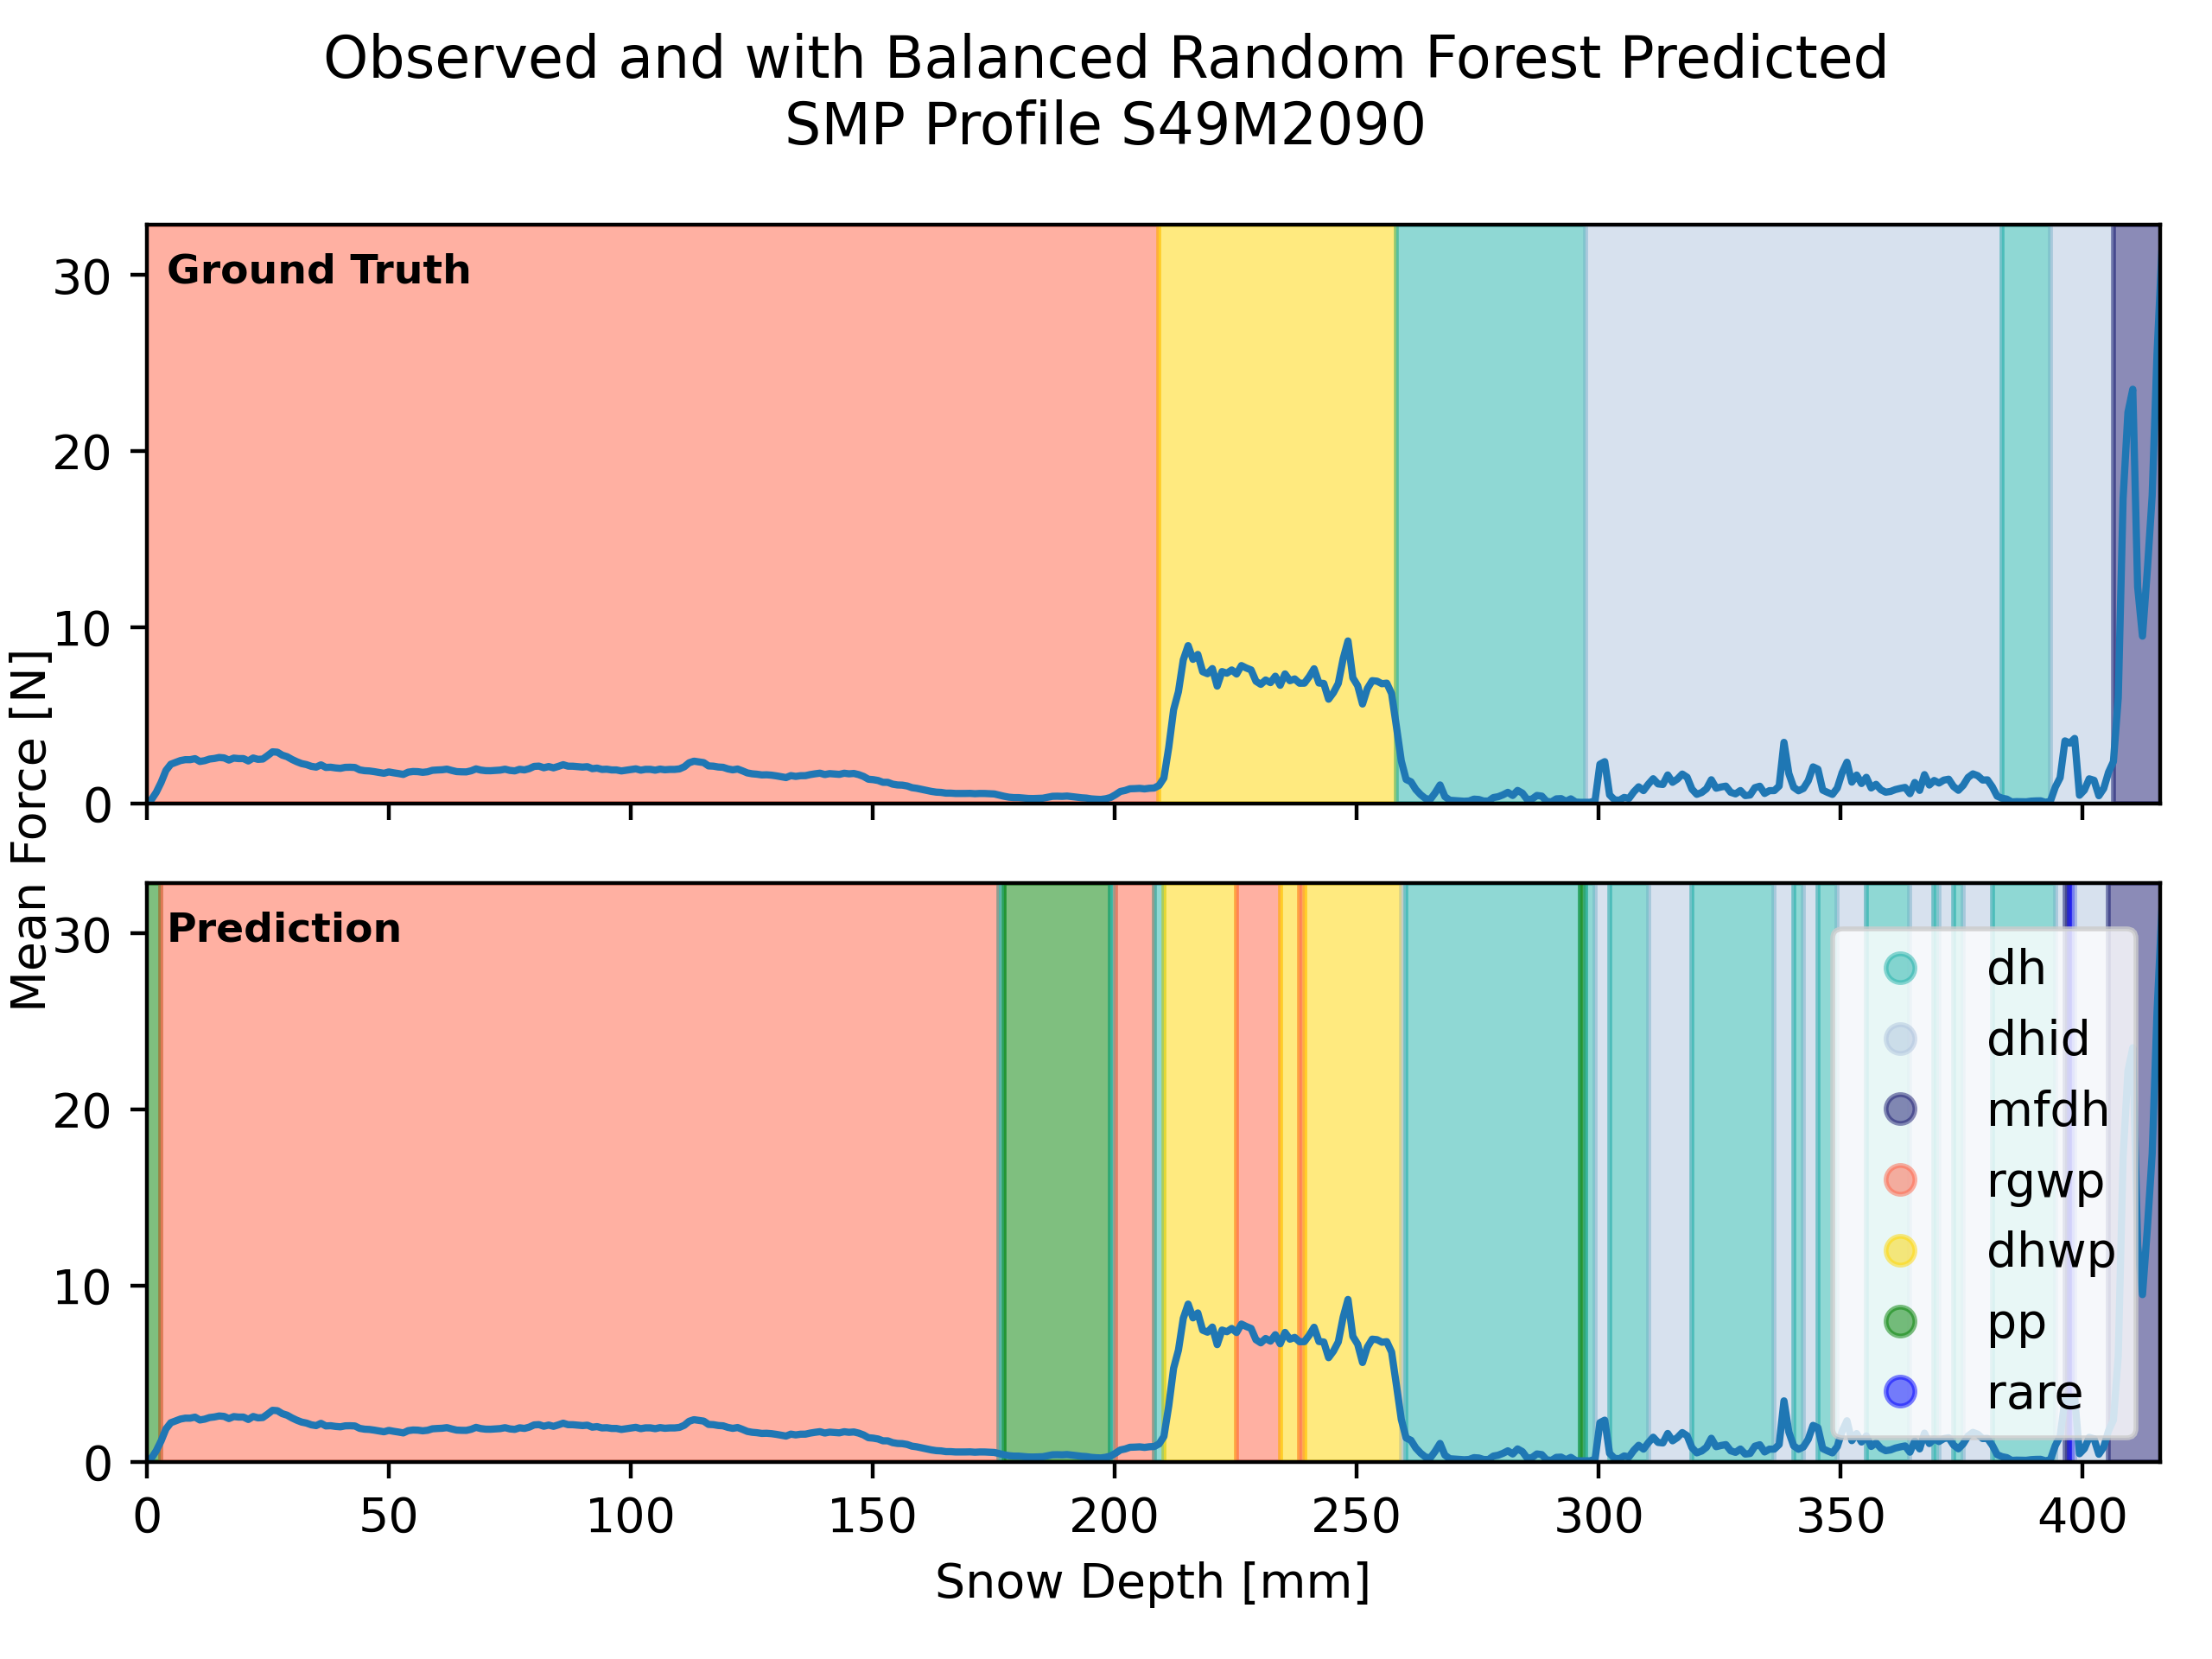 Observed and with Balanced Random Forest Predicted
SMP Profile S49M2090
Ground Truth
30
20
10
0
Mean Force [N]
Prediction
30
20
10
0
dh
dhid
mfdh
rgwp
dhwp
pp
rare
0 50 100 150 200 250 300 350 400
Snow Depth [mm]